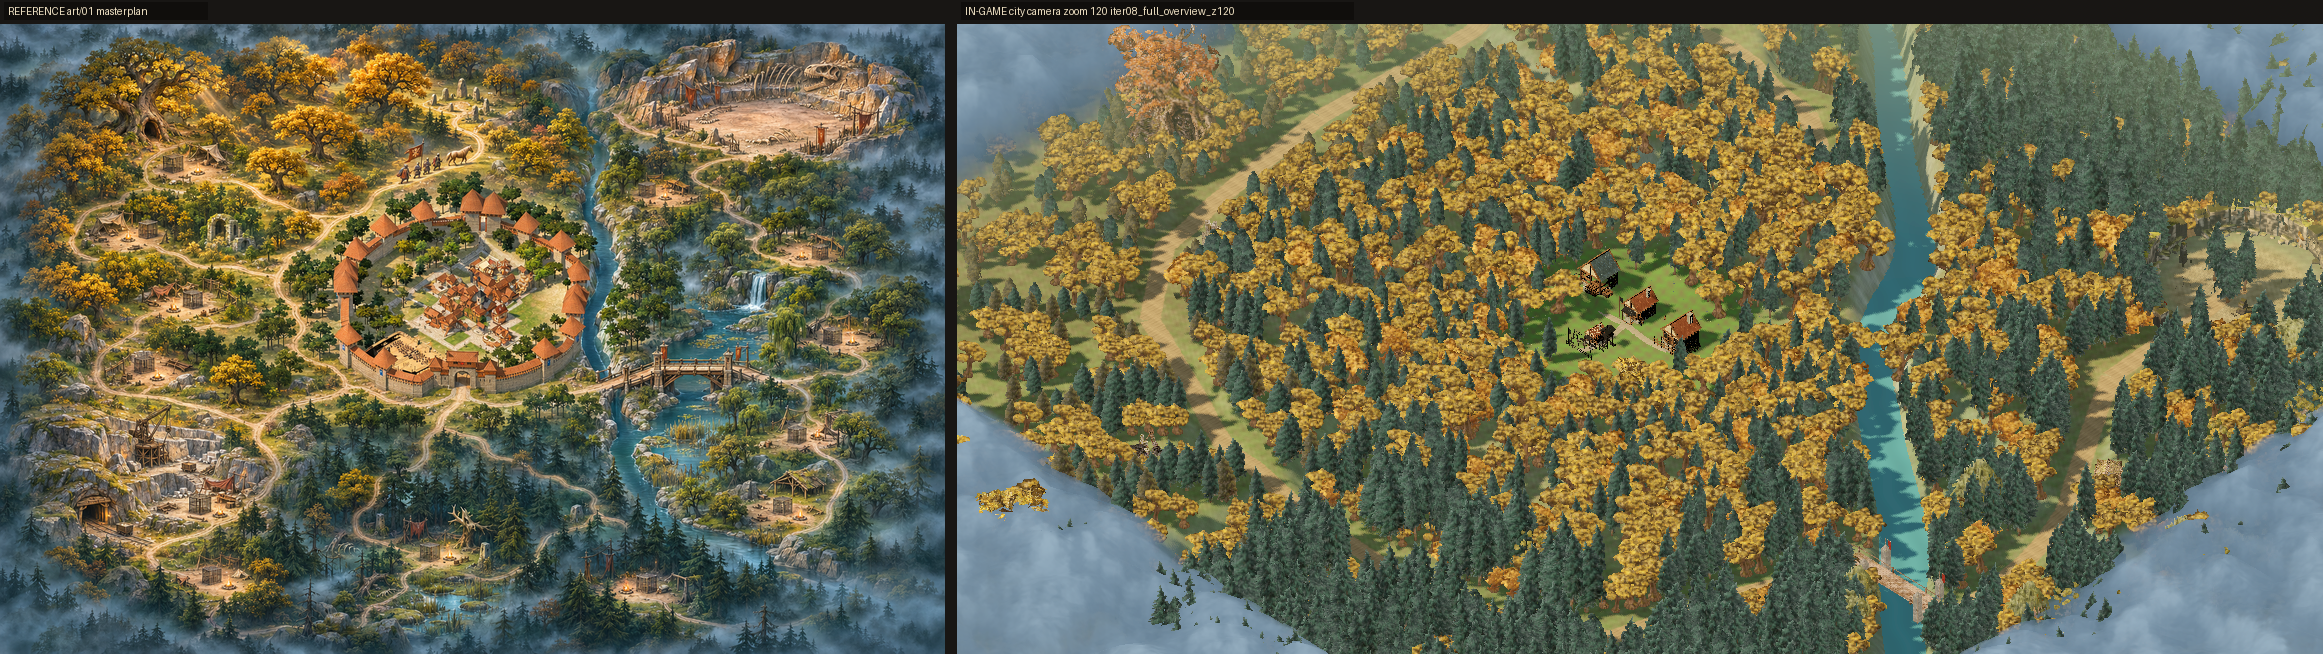 REFERENCE art/01 masterplan
IN-GAME city camera zoom 120 iter08_full_overview_z120